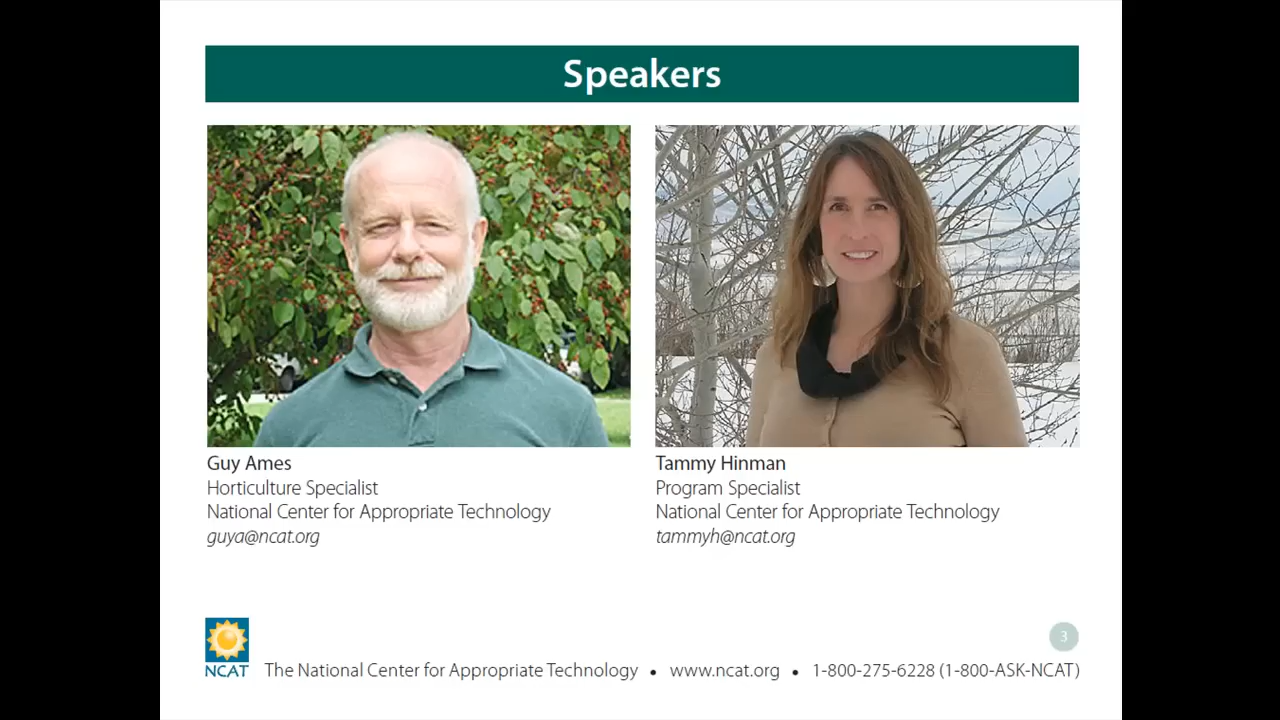 Speakers
Guy Ames
Horticulture Specialist
National Center for Appropriate Technology
guya@ncat.org
Tammy Hinman
Program Specialist
National Center for Appropriate Technology
tammyh@ncat.org
3
NCAT
The National Center for Appropriate Technology • www.ncat.org • 1-800-275-6228 (1-800-ASK-NCAT)